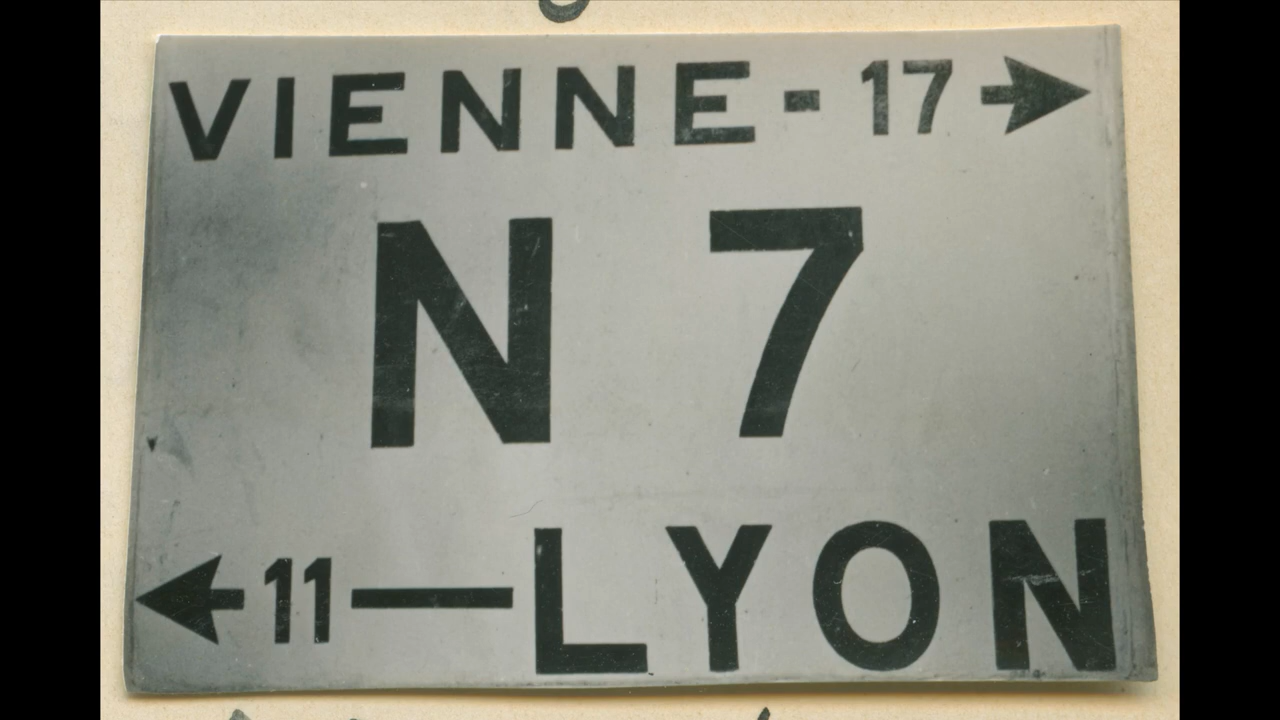 VIENNE - 17 →
N 7
← 11 — LYON